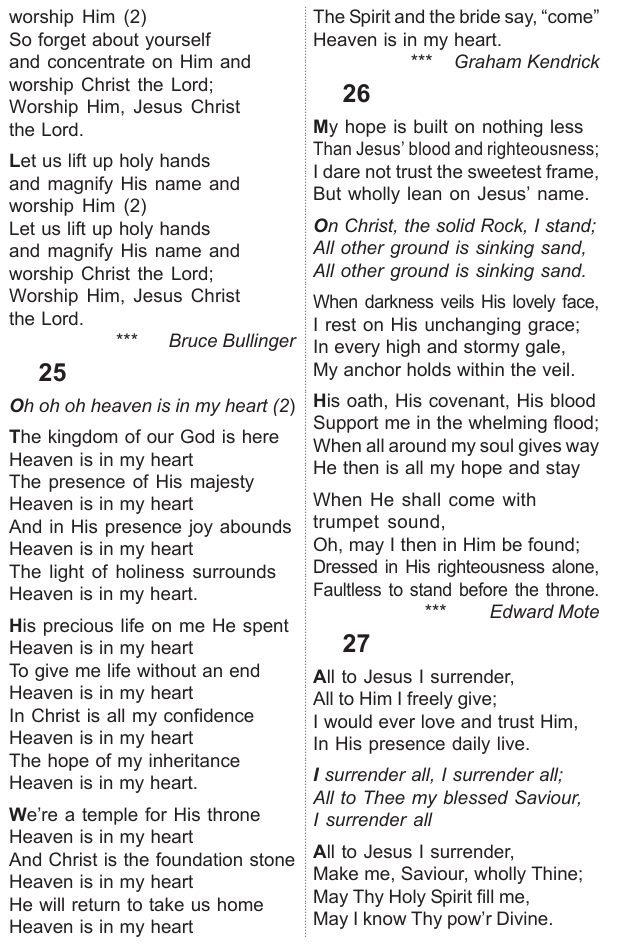 worship Him (2)
So forget about yourself
and concentrate on Him and
worship Christ the Lord;
Worship Him, Jesus Christ
the Lord.
Let us lift up holy hands
and magnify His name and
worship Him (2)
Let us lift up holy hands
and magnify His name and
worship Christ the Lord;
Worship Him, Jesus Christ
the Lord.
*** Bruce Bullinger
25
Oh oh oh heaven is in my heart (2)
The kingdom of our God is here
Heaven is in my heart
The presence of His majesty
Heaven is in my heart
And in His presence joy abounds
Heaven is in my heart
The light of holiness surrounds
Heaven is in my heart.
His precious life on me He spent
Heaven is in my heart
To give me life without an end
Heaven is in my heart
In Christ is all my confidence
Heaven is in my heart
The hope of my inheritance
Heaven is in my heart.
We're a temple for His throne
Heaven is in my heart
And Christ is the foundation stone
Heaven is in my heart
He will return to take us home
Heaven is in my heart
The Spirit and the bride say, “come”
Heaven is in my heart.
*** Graham Kendrick
26
My hope is built on nothing less
Than Jesus' blood and righteousness;
I dare not trust the sweetest frame,
But wholly lean on Jesus' name.
On Christ, the solid Rock, I stand;
All other ground is sinking sand,
All other ground is sinking sand.
When darkness veils His lovely face,
I rest on His unchanging grace;
In every high and stormy gale,
My anchor holds within the veil.
His oath, His covenant, His blood
Support me in the whelming flood;
When all around my soul gives way
He then is all my hope and stay
When He shall come with
trumpet sound,
Oh, may I then in Him be found;
Dressed in His righteousness alone,
Faultless to stand before the throne.
*** Edward Mote
27
All to Jesus I surrender,
All to Him I freely give;
I would ever love and trust Him,
In His presence daily live.
I surrender all, I surrender all;
All to Thee my blessed Saviour,
I surrender all
All to Jesus I surrender,
Make me, Saviour, wholly Thine;
May Thy Holy Spirit fill me,
May I know Thy pow'r Divine.